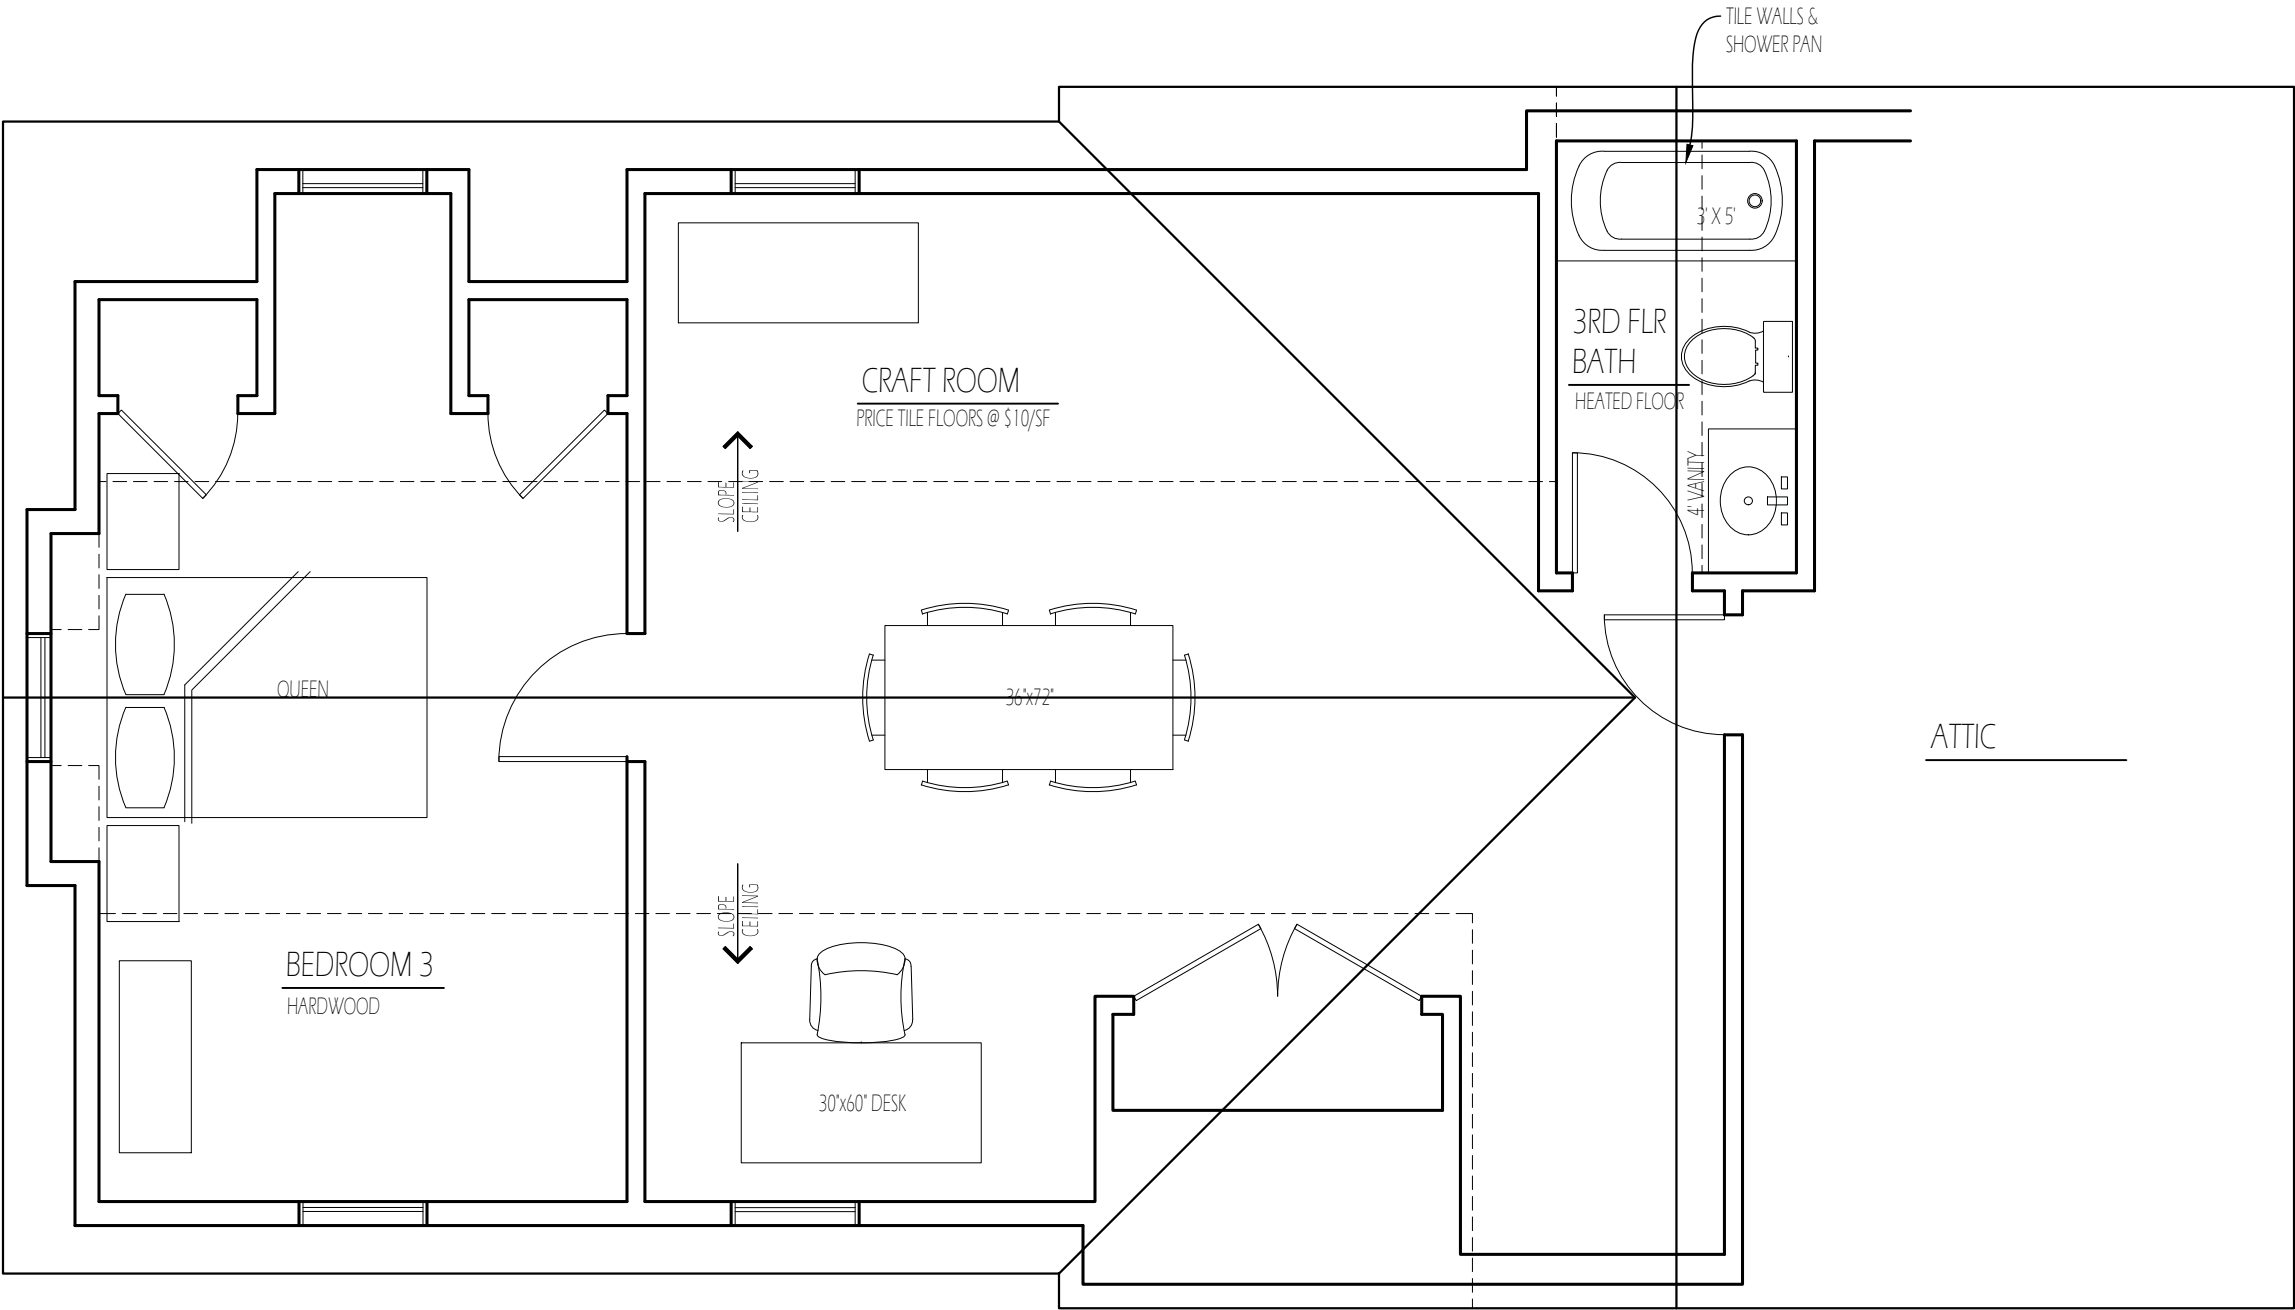 TILE WALLS &
SHOWER PAN
3' X 5'
3RD FLR
BATH
HEATED FLOOR
4' VANITY
CRAFT ROOM
PRICE TILE FLOORS @ $10/SF
SLOPE
CEILING
QUEEN
36"x72"
ATTIC
SLOPE
CEILING
BEDROOM 3
HARDWOOD
30"x60" DESK